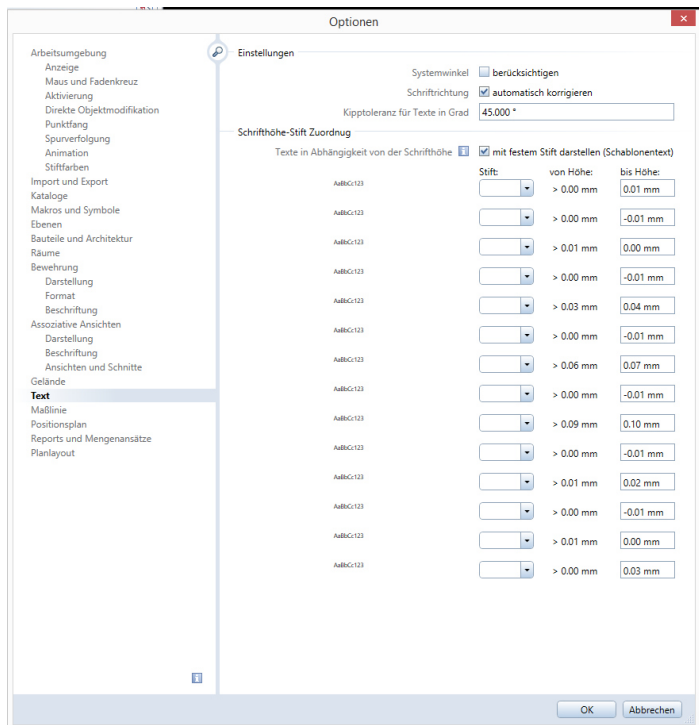 Optionen
Arbeitsumgebung
Anzeige
Maus und Fadenkreuz
Aktivierung
Direkte Objektmodifikation
Punktfang
Spurverfolgung
Animation
Stiftfarben
Import und Export
Kataloge
Makros und Symbole
Ebenen
Bauteile und Architektur
Räume
Bewehrung
Darstellung
Format
Beschriftung
Assoziative Ansichten
Darstellung
Beschriftung
Ansichten und Schnitte
Gelände
Text
Maßlinie
Positionsplan
Reports und Mengenansätze
Planlayout
Einstellungen
Systemwinkel berücksichtigen
Schriftrichtung automatisch korrigieren
Kipptoleranz für Texte in Grad 45.000 °
Schrifthöhe-Stift Zuordnug
Texte in Abhängigkeit von der Schrifthöhe mit festem Stift darstellen (Schablonentext)
Stift: von Höhe: bis Höhe:
AaBbCc123 > 0.00 mm 0.01 mm
AaBbCc123 > 0.00 mm -0.01 mm
AaBbCc123 > 0.01 mm 0.00 mm
AaBbCc123 > 0.00 mm -0.01 mm
AaBbCc123 > 0.03 mm 0.04 mm
AaBbCc123 > 0.00 mm -0.01 mm
AaBbCc123 > 0.06 mm 0.07 mm
AaBbCc123 > 0.00 mm -0.01 mm
AaBbCc123 > 0.09 mm 0.10 mm
AaBbCc123 > 0.00 mm -0.01 mm
AaBbCc123 > 0.01 mm 0.02 mm
AaBbCc123 > 0.00 mm -0.01 mm
AaBbCc123 > 0.01 mm 0.00 mm
AaBbCc123 > 0.00 mm 0.03 mm
OK Abbrechen